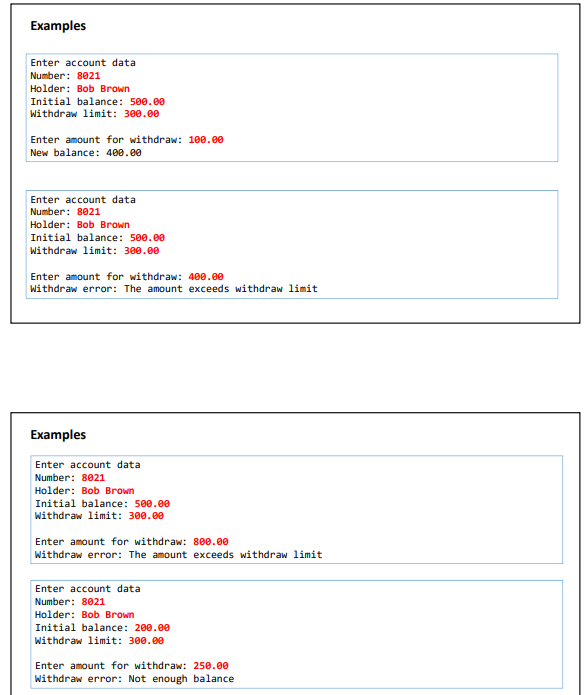 Examples
Enter account data
Number: 8021
Holder: Bob Brown
Initial balance: 500.00
Withdraw limit: 300.00
Enter amount for withdraw: 100.00
New balance: 400.00
Enter account data
Number: 8021
Holder: Bob Brown
Initial balance: 500.00
Withdraw limit: 300.00
Enter amount for withdraw: 400.00
Withdraw error: The amount exceeds withdraw limit
Examples
Enter account data
Number: 8021
Holder: Bob Brown
Initial balance: 500.00
Withdraw limit: 300.00
Enter amount for withdraw: 800.00
Withdraw error: The amount exceeds withdraw limit
Enter account data
Number: 8021
Holder: Bob Brown
Initial balance: 200.00
Withdraw limit: 300.00
Enter amount for withdraw: 250.00
Withdraw error: Not enough balance